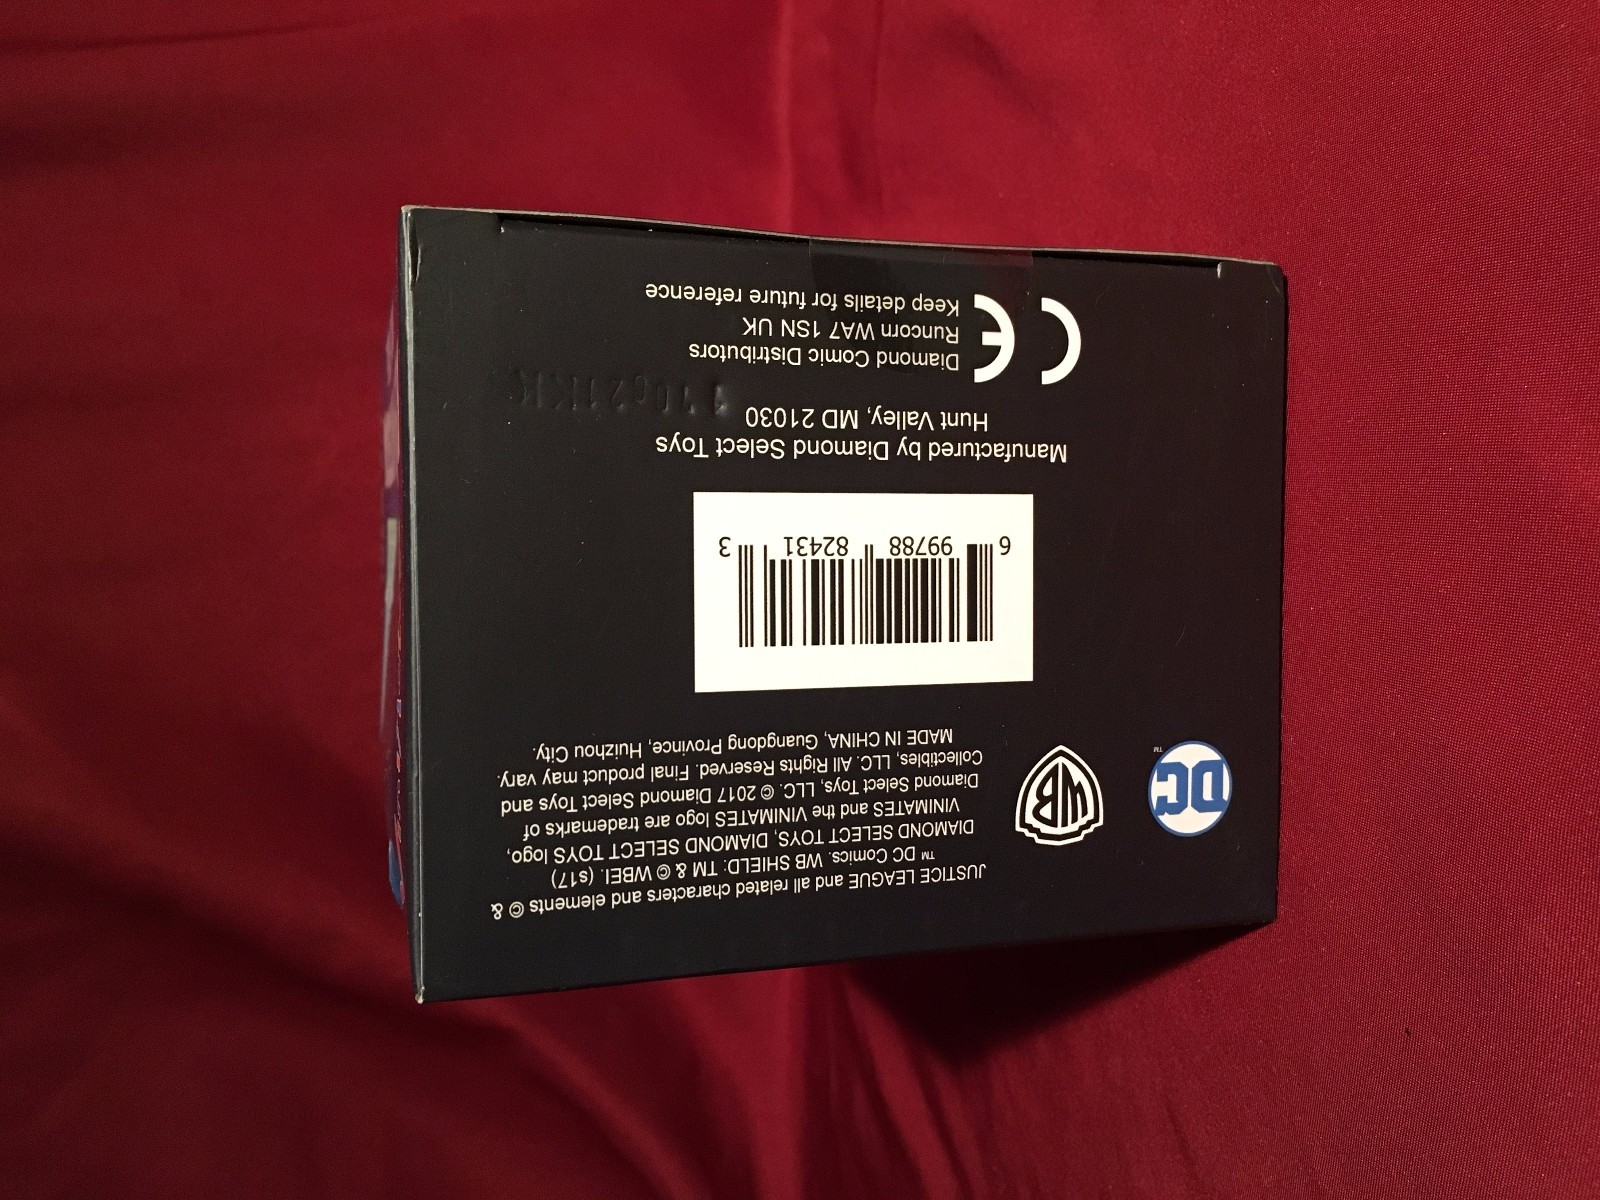 JUSTICE LEAGUE and all related characters and elements © &
™ DC Comics. WB SHIELD: TM & © WBEI. (s17)
DIAMOND SELECT TOYS, DIAMOND SELECT TOYS logo,
VINIMATES and the VINIMATES logo are trademarks of
Diamond Select Toys, LLC. © 2017 Diamond Select Toys and
Collectibles, LLC. All Rights Reserved. Final product may vary.
MADE IN CHINA, Guangdong Province, Huizhou City.
DC
™
WB
6 99788 82431 3
Manufactured by Diamond Select Toys
Hunt Valley, MD 21030
CE
Diamond Comic Distributors
Runcorn WA7 1SN UK
Keep details for future reference